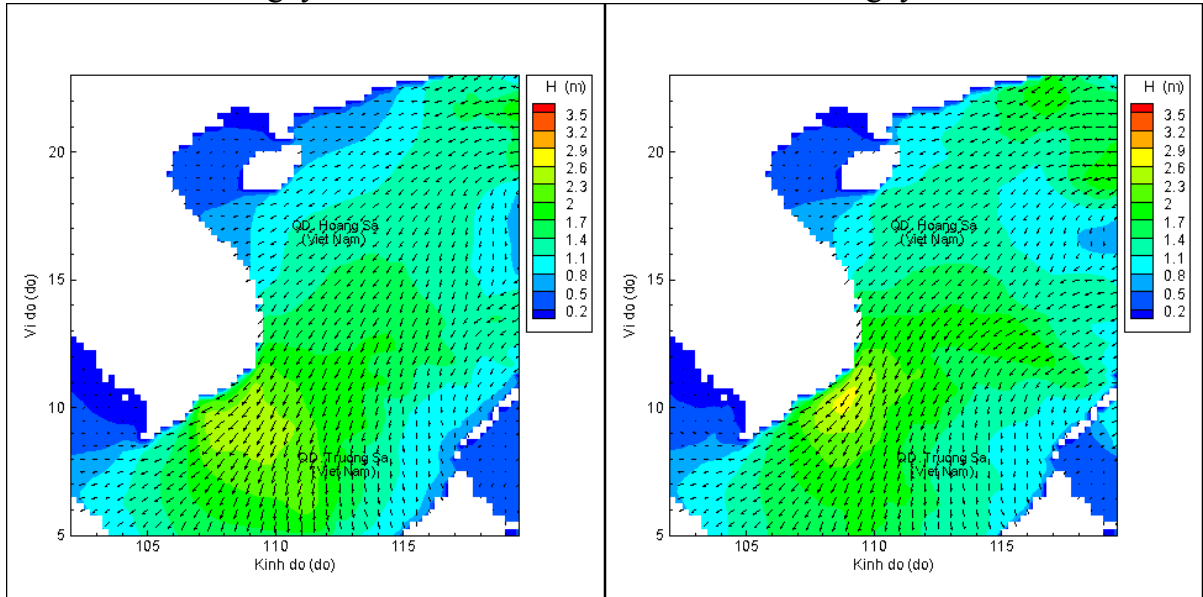 H (m)
3.5
3.2
2.9
2.6
2.3
2
1.7
1.4
1.1
0.8
0.5
0.2
20
15
10
5
Vi do (do)
105
110
115
Kinh do (do)
QD. Hoang Sa
(Viet Nam)
QD. Truong Sa
(Viet Nam)
H (m)
3.5
3.2
2.9
2.6
2.3
2
1.7
1.4
1.1
0.8
0.5
0.2
20
15
10
5
Vi do (do)
105
110
115
Kinh do (do)
QD. Hoang Sa
(Viet Nam)
QD. Truong Sa
(Viet Nam)